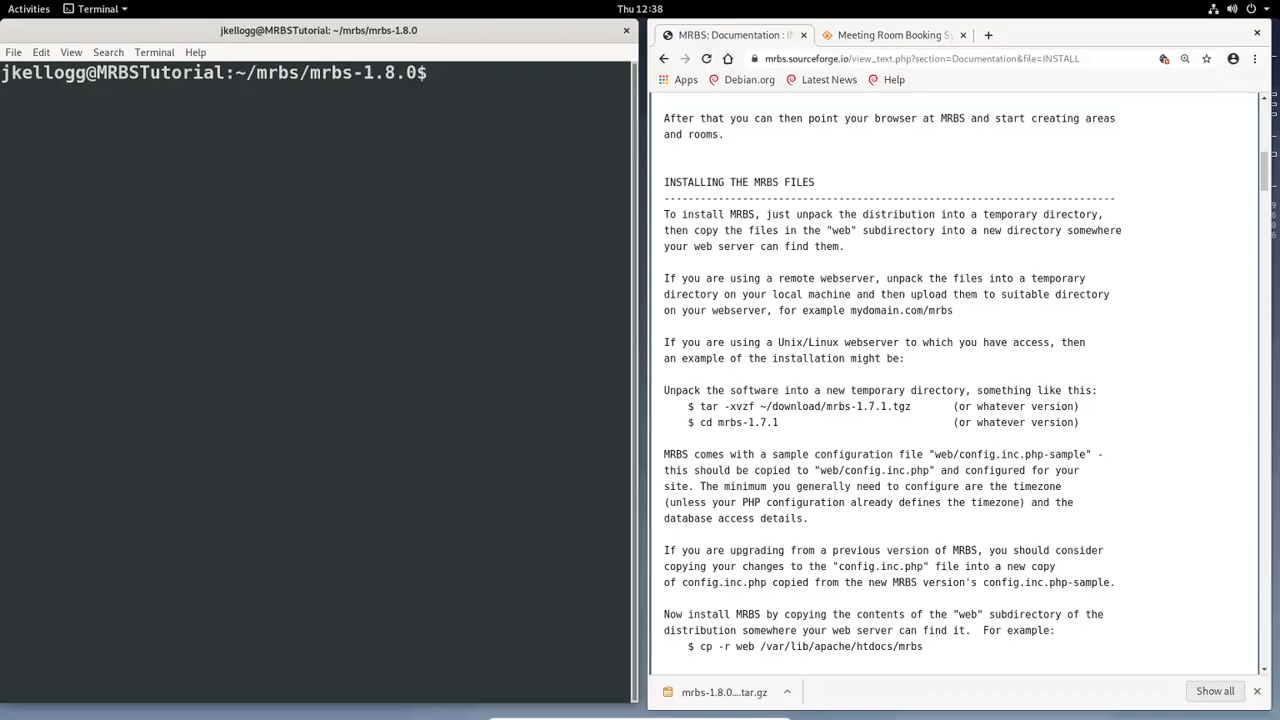 Activities
Terminal
Thu 12:38
jkellogg@MRBSTutorial: ~/mrbs/mrbs-1.8.0
File Edit View Search Terminal Help
jkellogg@MRBSTutorial:~/mrbs/mrbs-1.8.0$
MRBS: Documentation : IN
Meeting Room Booking Sy
mrbs.sourceforge.io/view_text.php?section=Documentation&file=INSTALL
Apps Debian.org Latest News Help
After that you can then point your browser at MRBS and start creating areas
and rooms.
INSTALLING THE MRBS FILES
---------------------------------------------------------------------------
To install MRBS, just unpack the distribution into a temporary directory,
then copy the files in the "web" subdirectory into a new directory somewhere
your web server can find them.
If you are using a remote webserver, unpack the files into a temporary
directory on your local machine and then upload them to suitable directory
on your webserver, for example mydomain.com/mrbs
If you are using a Unix/Linux webserver to which you have access, then
an example of the installation might be:
Unpack the software into a new temporary directory, something like this:
$ tar -xvzf ~/download/mrbs-1.7.1.tgz (or whatever version)
$ cd mrbs-1.7.1 (or whatever version)
MRBS comes with a sample configuration file "web/config.inc.php-sample" -
this should be copied to "web/config.inc.php" and configured for your
site. The minimum you generally need to configure are the timezone
(unless your PHP configuration already defines the timezone) and the
database access details.
If you are upgrading from a previous version of MRBS, you should consider
copying your changes to the "config.inc.php" file into a new copy
of config.inc.php copied from the new MRBS version's config.inc.php-sample.
Now install MRBS by copying the contents of the "web" subdirectory of the
distribution somewhere your web server can find it. For example:
$ cp -r web /var/lib/apache/htdocs/mrbs
mrbs-1.8.0....tar.gz
Show all